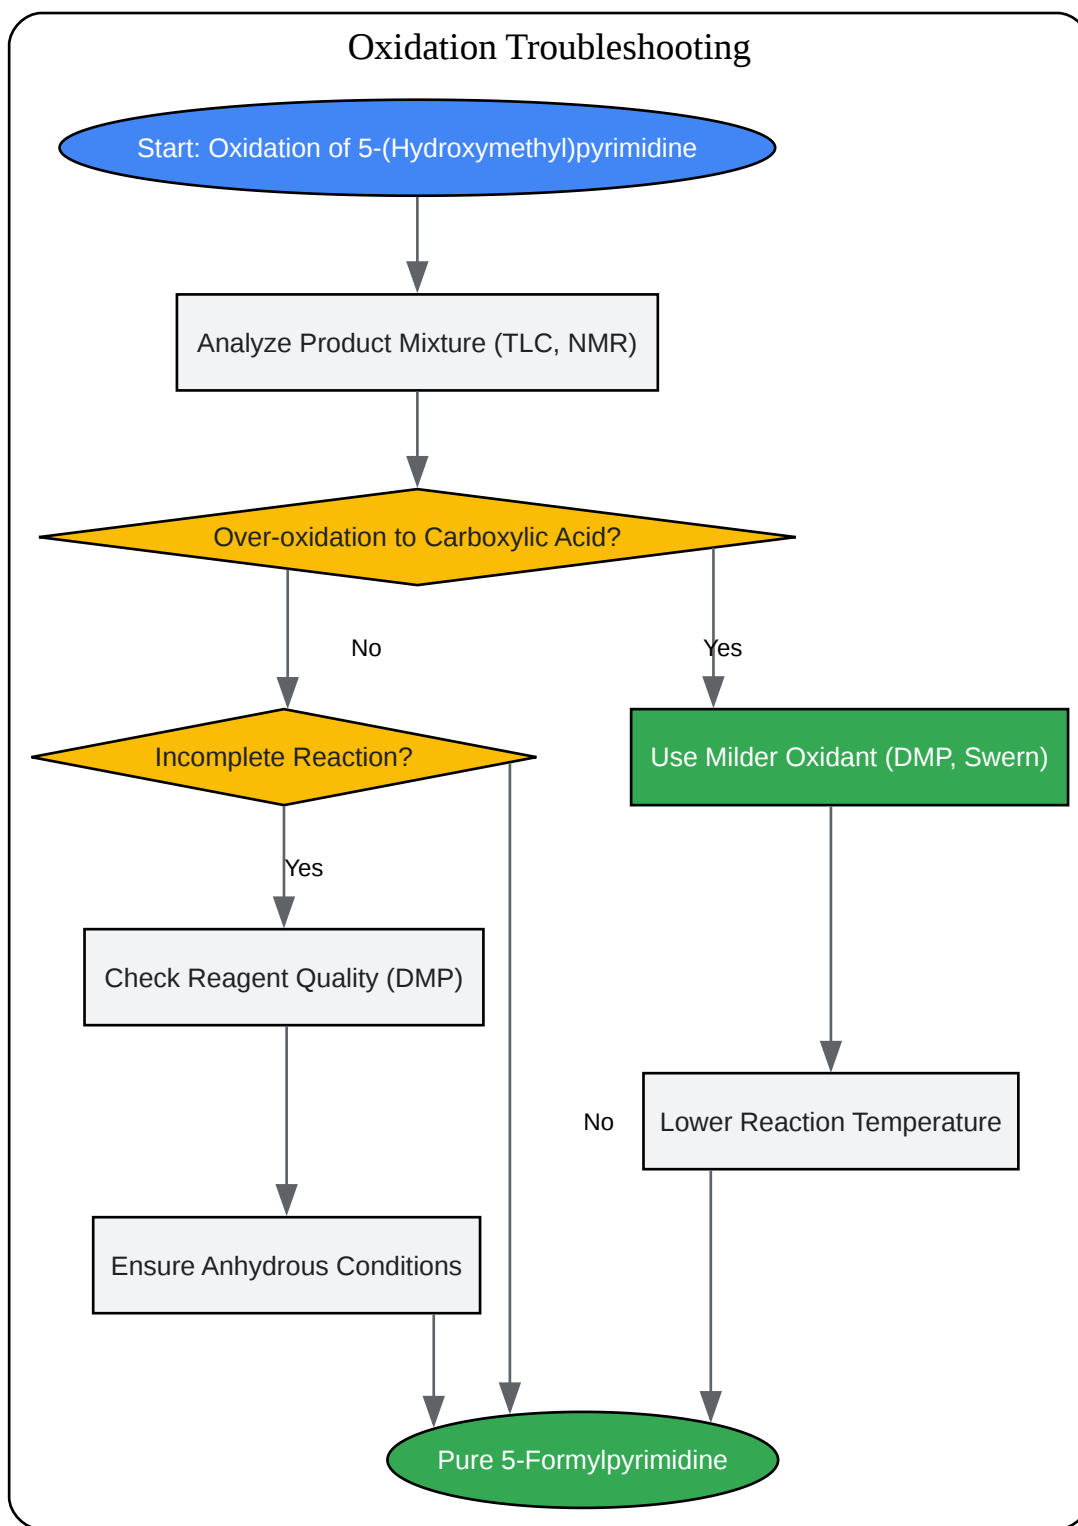 Oxidation Troubleshooting
Start: Oxidation of 5-(Hydroxymethyl)pyrimidine
Analyze Product Mixture (TLC, NMR)
Over-oxidation to Carboxylic Acid?
No
Yes
Incomplete Reaction?
Use Milder Oxidant (DMP, Swern)
Yes
Check Reagent Quality (DMP)
No
Lower Reaction Temperature
Ensure Anhydrous Conditions
Pure 5-Formylpyrimidine